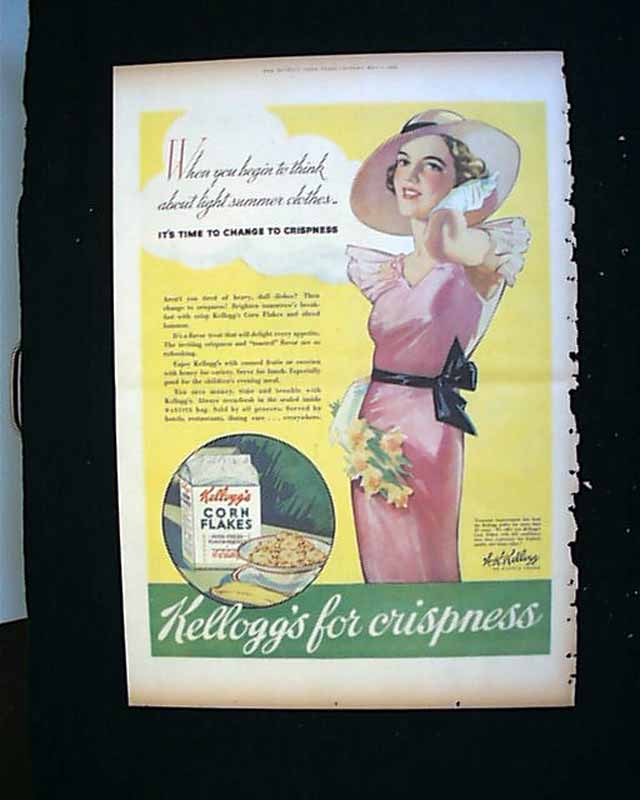 When you begin to think
about light summer clothes..
IT'S TIME TO CHANGE TO CRISPNESS
Aren't you tired of heavy, dull dishes? Then
change to crispness! Brighten tomorrow's break-
fast with crisp Kellogg's Corn Flakes and sliced
bananas.
It's a flavor treat that will delight every appetite.
The inviting crispness and "toasted" flavor are so
refreshing.
Enjoy Kellogg's with canned fruits or sweeten
with honey for variety. Serve for lunch. Especially
good for the children's evening meal.
You save money, time and trouble with
Kellogg's. Always oven-fresh in the sealed inside
WAXTITE bag. Sold by all grocers. Served by
hotels, restaurants, dining cars . . . everywhere.
Kellogg's
CORN
FLAKES
W.K. Kellogg
Kellogg's for crispness